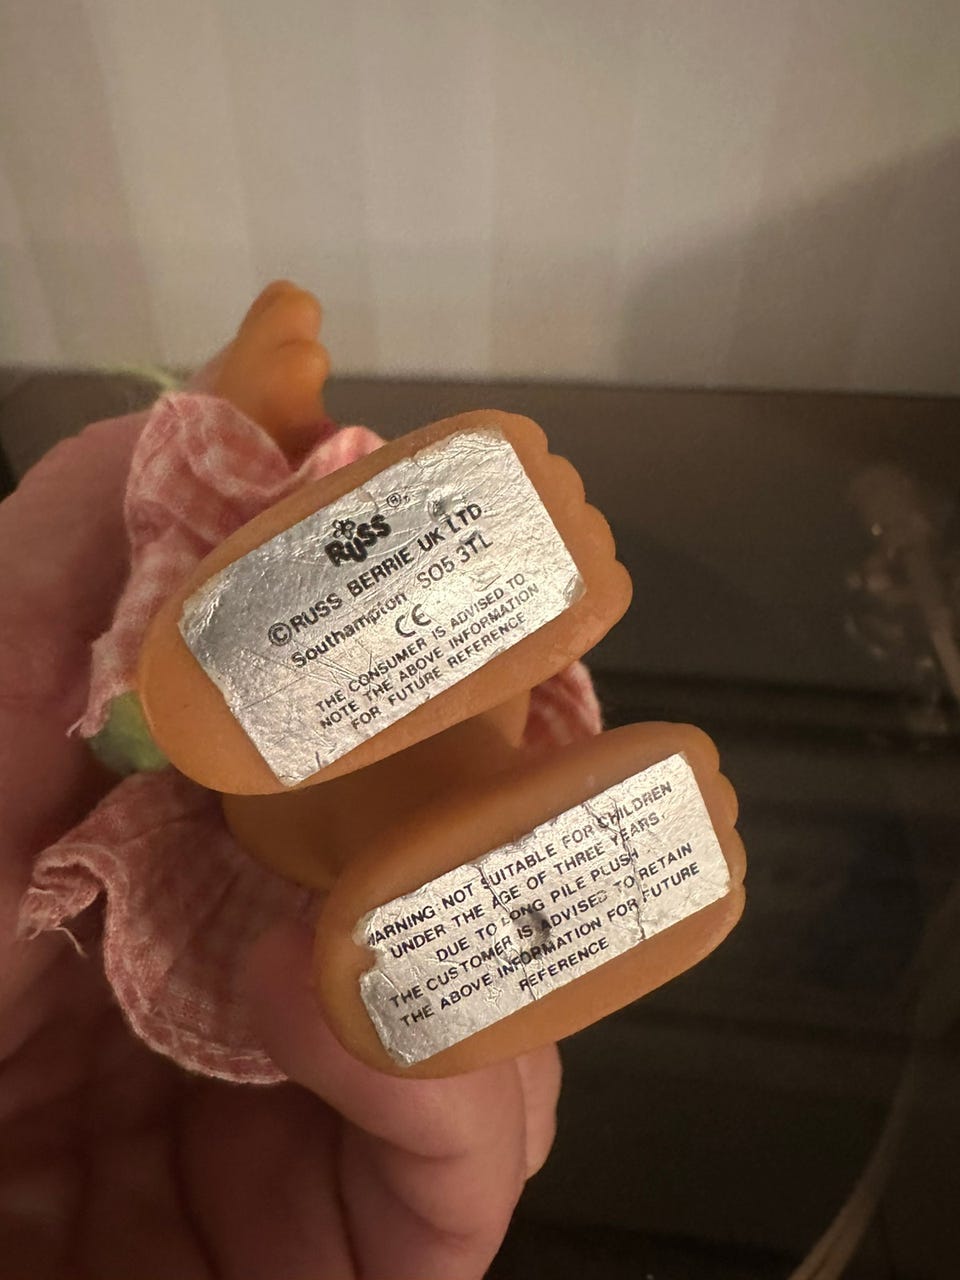 RUSS ®.
© RUSS BERRIE UK LTD
Southampton SO5 3TL
CE
THE CONSUMER IS ADVISED TO
NOTE THE ABOVE INFORMATION
FOR FUTURE REFERENCE
WARNING: NOT SUITABLE FOR CHILDREN
UNDER THE AGE OF THREE YEARS.
DUE TO LONG PILE PLUSH
THE CUSTOMER IS ADVISED TO RETAIN
THE ABOVE INFORMATION FOR FUTURE
REFERENCE